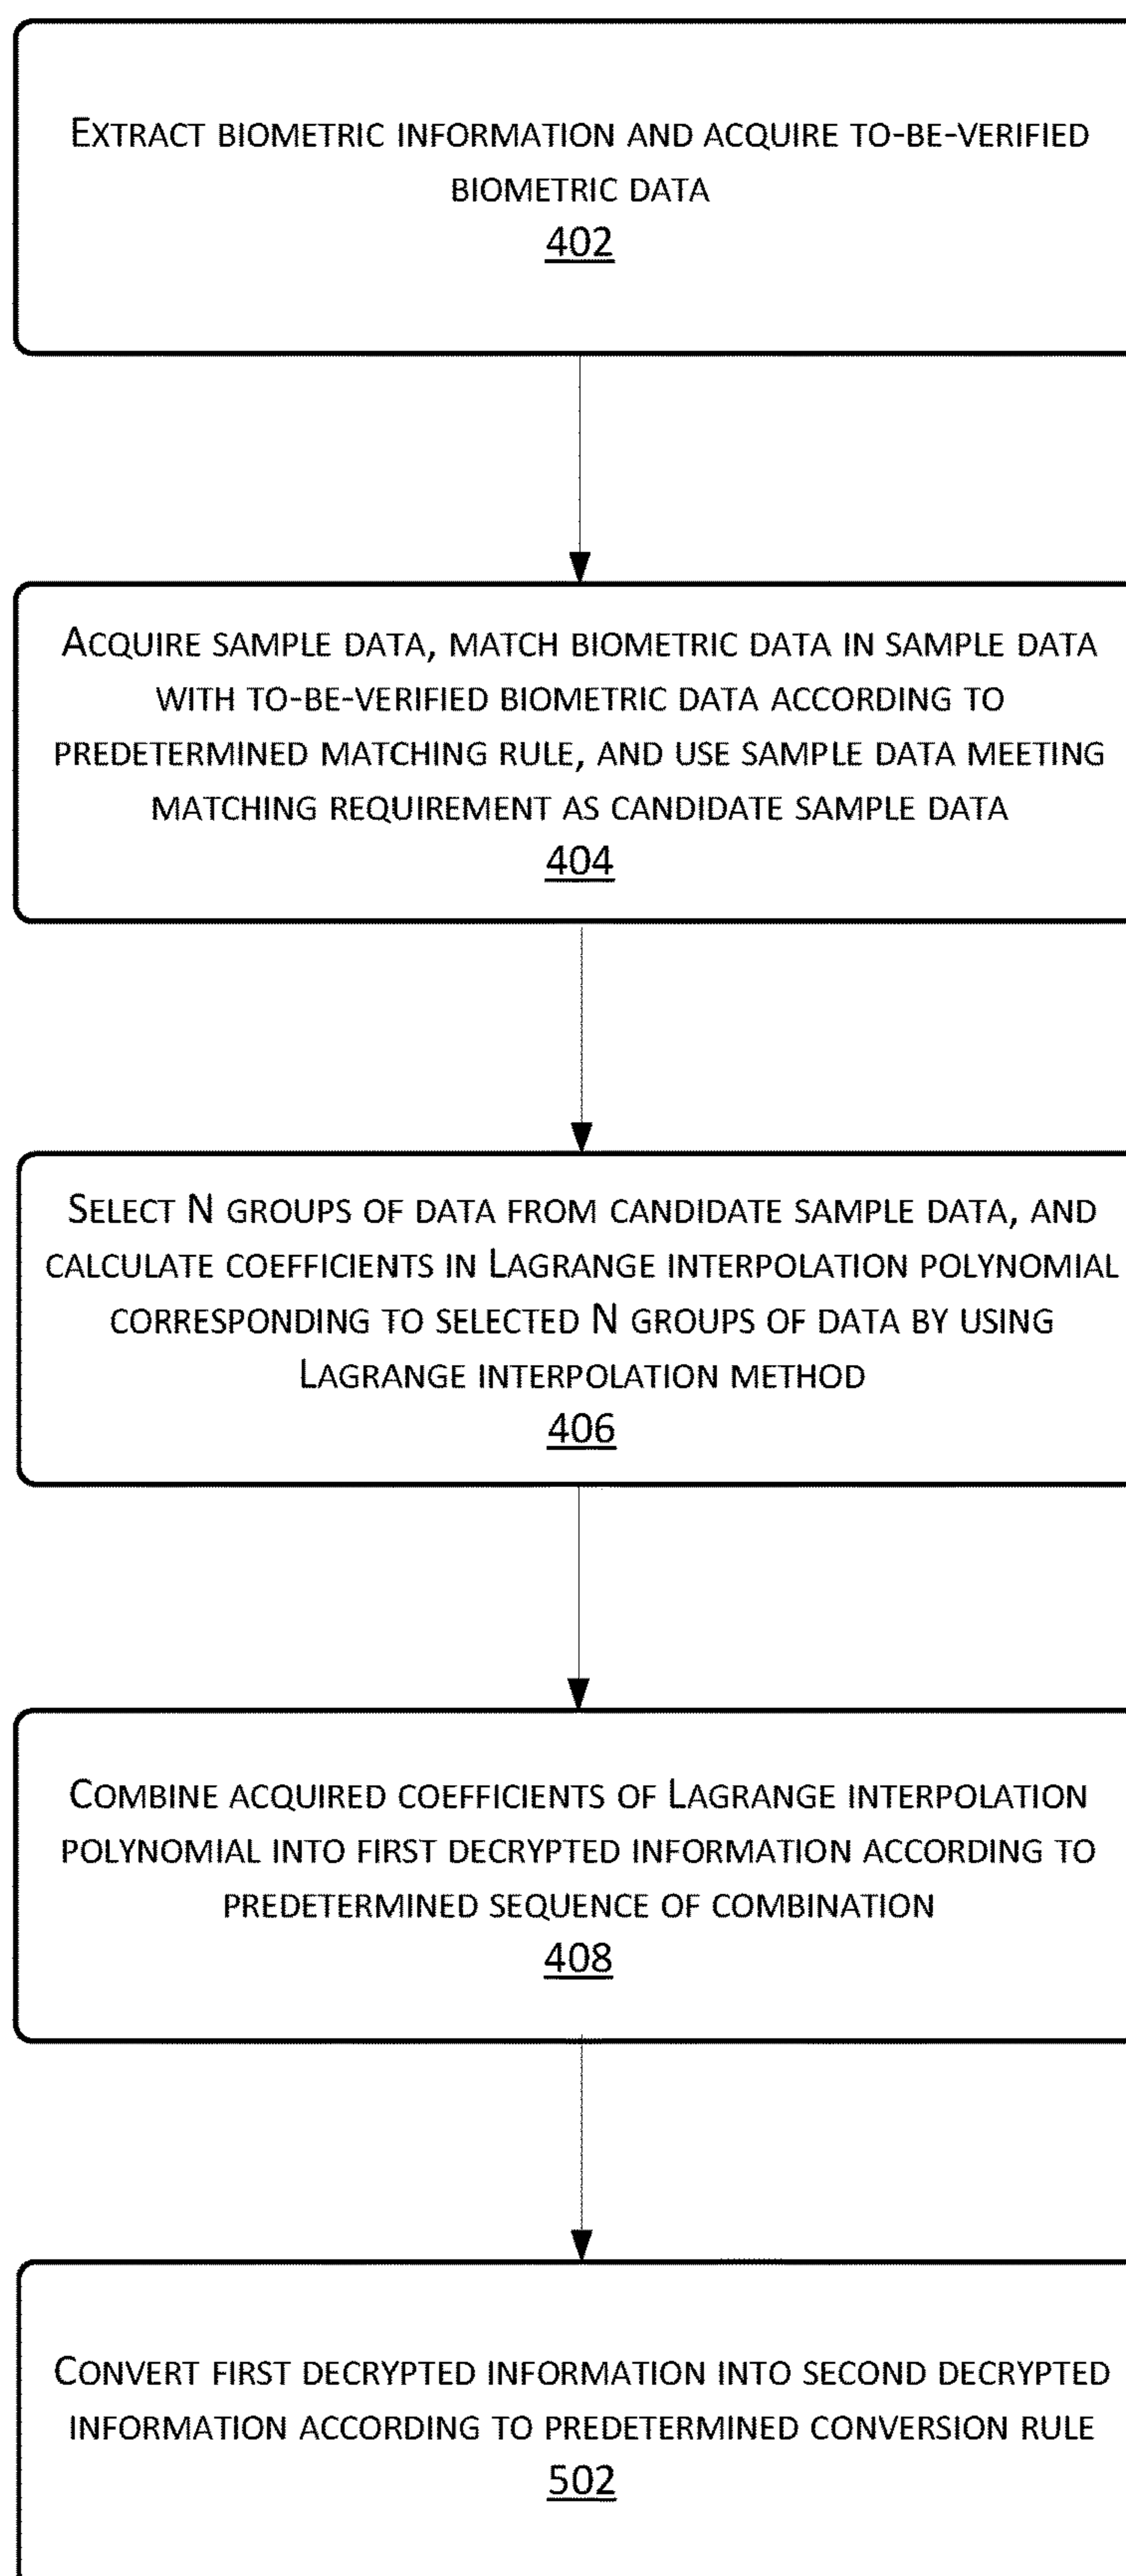 EXTRACT BIOMETRIC INFORMATION AND ACQUIRE TO-BE-VERIFIED
BIOMETRIC DATA
402
ACQUIRE SAMPLE DATA, MATCH BIOMETRIC DATA IN SAMPLE DATA
WITH TO-BE-VERIFIED BIOMETRIC DATA ACCORDING TO
PREDETERMINED MATCHING RULE, AND USE SAMPLE DATA MEETING
MATCHING REQUIREMENT AS CANDIDATE SAMPLE DATA
404
SELECT N GROUPS OF DATA FROM CANDIDATE SAMPLE DATA, AND
CALCULATE COEFFICIENTS IN LAGRANGE INTERPOLATION POLYNOMIAL
CORRESPONDING TO SELECTED N GROUPS OF DATA BY USING
LAGRANGE INTERPOLATION METHOD
406
COMBINE ACQUIRED COEFFICIENTS OF LAGRANGE INTERPOLATION
POLYNOMIAL INTO FIRST DECRYPTED INFORMATION ACCORDING TO
PREDETERMINED SEQUENCE OF COMBINATION
408
CONVERT FIRST DECRYPTED INFORMATION INTO SECOND DECRYPTED
INFORMATION ACCORDING TO PREDETERMINED CONVERSION RULE
502